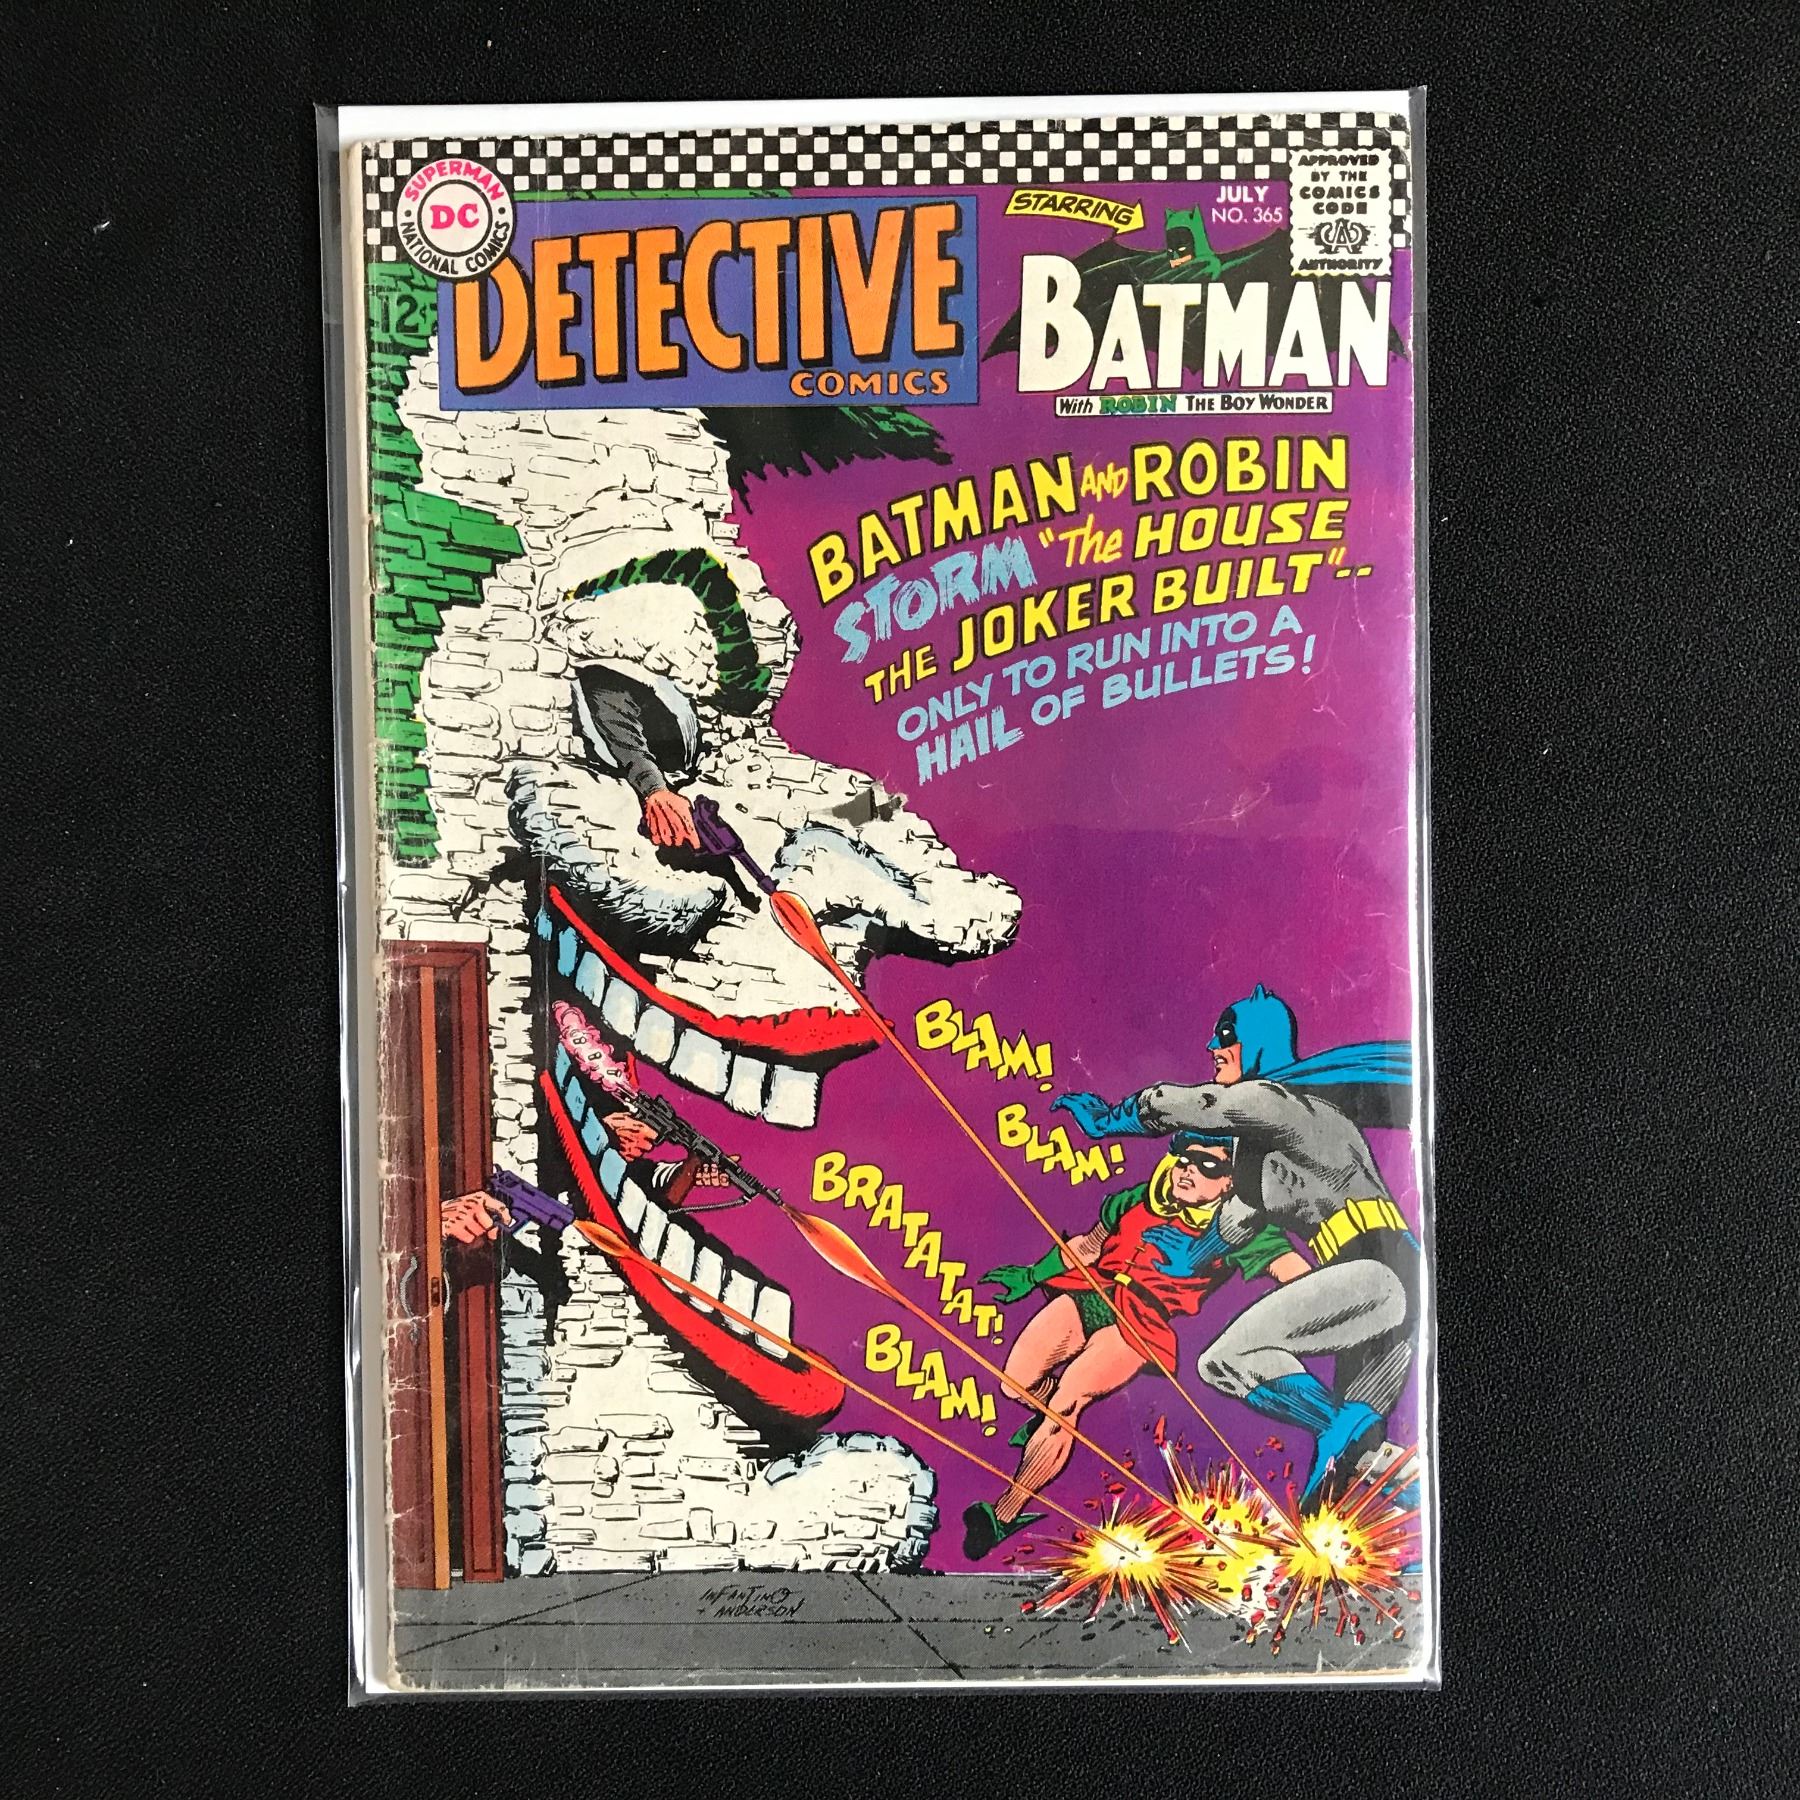 SUPERMAN
DC
NATIONAL COMICS
12¢
DETECTIVE
COMICS
STARRING
JULY
NO. 365
APPROVED
BY THE
COMICS
CODE
AUTHORITY
BATMAN
With ROBIN THE BOY WONDER
BATMAN AND ROBIN
STORM "The HOUSE
THE JOKER BUILT"--
ONLY TO RUN INTO A
HAIL OF BULLETS!
BLAM!
BLAM!
BRATATATAT!
BLAM!
INFANTINO
+ ANDERSON